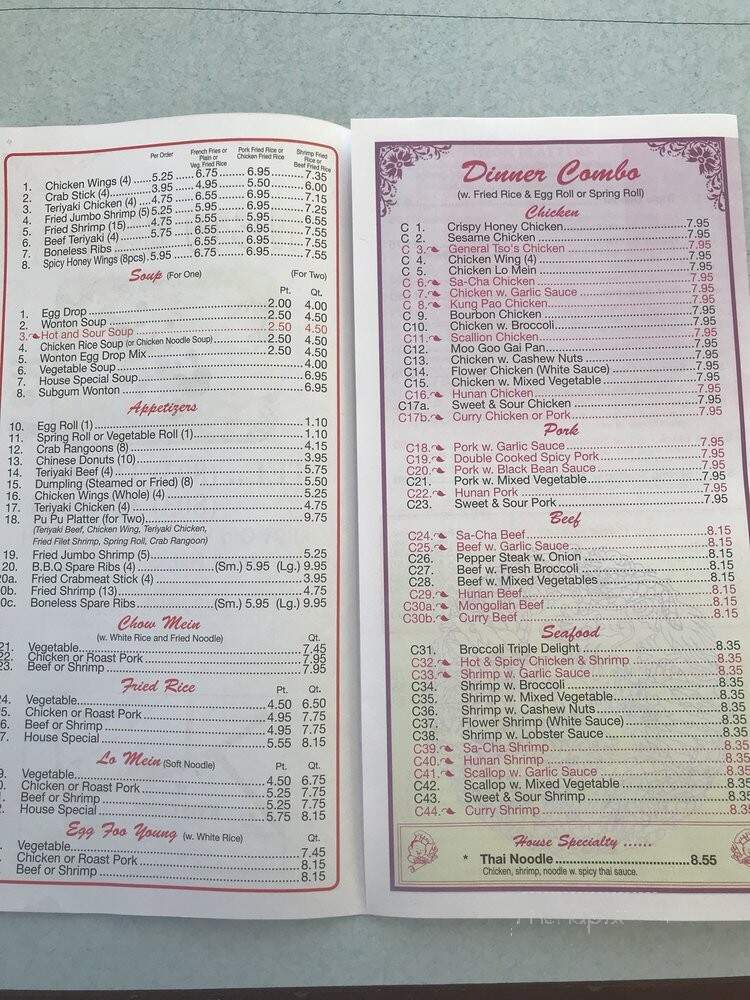 Per Order French Fries or Plain or Veg. Fried Rice Pork Fried Rice or Chicken Fried Rice Shrimp Fried Rice or Beef Fried Rice
1. Chicken Wings (4) 5.25 6.75 6.95 7.35
2. Crab Stick (4) 3.95 4.95 5.50 6.00
3. Teriyaki Chicken (4) 4.75 6.55 6.95 7.15
4. Fried Jumbo Shrimp (5) 5.25 5.95 6.95 7.25
5. Fried Shrimp (15) 4.75 5.55 5.95 6.55
6. Beef Teriyaki (4) 5.75 6.55 6.95 7.55
7. Boneless Ribs 6.55 6.95 7.55
8. Spicy Honey Wings (8pcs) 5.95 6.75 6.95 7.55
Soup (For One) (For Two)
Pt. Qt.
1. Egg Drop 2.00 4.00
2. Wonton Soup 2.50 4.50
3. Hot and Sour Soup 2.50 4.50
4. Chicken Rice Soup (or Chicken Noodle Soup) 2.50 4.50
5. Wonton Egg Drop Mix 2.50 4.50
6. Vegetable Soup 4.00
7. House Special Soup 6.95
8. Subgum Wonton 6.95
Appetizers
10. Egg Roll (1) 1.10
11. Spring Roll or Vegetable Roll (1) 1.10
12. Crab Rangoons (8) 4.15
13. Chinese Donuts (10) 3.95
14. Teriyaki Beef (4) 5.75
15. Dumpling (Steamed or Fried) (8) 5.50
16. Chicken Wings (Whole) (4) 5.25
17. Teriyaki Chicken (4) 4.75
18. Pu Pu Platter (for Two) 9.75
(Teriyaki Beef, Chicken Wing, Teriyaki Chicken,
Fried Filet Shrimp, Spring Roll, Crab Rangoon)
19. Fried Jumbo Shrimp (5) 5.25
20. B.B.Q Spare Ribs (4) (Sm.) 5.95 (Lg.) 9.95
0a. Fried Crabmeat Stick (4) 3.95
0b. Fried Shrimp (13) 4.75
0c. Boneless Spare Ribs (Sm.) 5.95 (Lg.) 9.95
Chow Mein
(w. White Rice and Fried Noodle) Qt.
21. Vegetable 7.45
22. Chicken or Roast Pork 7.95
23. Beef or Shrimp 7.95
Fried Rice Pt. Qt.
24. Vegetable 4.50 6.50
5. Chicken or Roast Pork 4.95 7.75
6. Beef or Shrimp 4.95 7.75
7. House Special 5.55 8.15
Lo Mein (Soft Noodle) Pt. Qt.
9. Vegetable 4.50 6.75
0. Chicken or Roast Pork 5.25 7.75
Beef or Shrimp 5.25 7.75
House Special 5.75 8.15
Egg Foo Young (w. White Rice) Qt.
Vegetable 7.45
Chicken or Roast Pork 8.15
Beef or Shrimp 8.15
Dinner Combo
(w. Fried Rice & Egg Roll or Spring Roll)
Chicken
C 1. Crispy Honey Chicken 7.95
C 2. Sesame Chicken 7.95
C 3. General Tso's Chicken 7.95
C 4. Chicken Wing (4) 7.95
C 5. Chicken Lo Mein 7.95
C 6. Sa-Cha Chicken 7.95
C 7. Chicken w. Garlic Sauce 7.95
C 8. Kung Pao Chicken 7.95
C 9. Bourbon Chicken 7.95
C10. Chicken w. Broccoli 7.95
C11. Scallion Chicken 7.95
C12. Moo Goo Gai Pan 7.95
C13. Chicken w. Cashew Nuts 7.95
C14. Flower Chicken (White Sauce) 7.95
C15. Chicken w. Mixed Vegetable 7.95
C16. Hunan Chicken 7.95
C17a. Sweet & Sour Chicken 7.95
C17b. Curry Chicken or Pork 7.95
Pork
C18. Pork w. Garlic Sauce 7.95
C19. Double Cooked Spicy Pork 7.95
C20. Pork w. Black Bean Sauce 7.95
C21. Pork w. Mixed Vegetable 7.95
C22. Hunan Pork 7.95
C23. Sweet & Sour Pork 7.95
Beef
C24. Sa-Cha Beef 8.15
C25. Beef w. Garlic Sauce 8.15
C26. Pepper Steak w. Onion 8.15
C27. Beef w. Fresh Broccoli 8.15
C28. Beef w. Mixed Vegetables 8.15
C29. Hunan Beef 8.15
C30a. Mongolian Beef 8.15
C30b. Curry Beef 8.15
Seafood
C31. Broccoli Triple Delight 8.35
C32. Hot & Spicy Chicken & Shrimp 8.35
C33. Shrimp w. Garlic Sauce 8.35
C34. Shrimp w. Broccoli 8.35
C35. Shrimp w. Mixed Vegetable 8.35
C36. Shrimp w. Cashew Nuts 8.35
C37. Flower Shrimp (White Sauce) 8.35
C38. Shrimp w. Lobster Sauce 8.35
C39. Sa-Cha Shrimp 8.35
C40. Hunan Shrimp 8.35
C41. Scallop w. Garlic Sauce 8.35
C42. Scallop w. Mixed Vegetable 8.35
C43. Sweet & Sour Shrimp 8.35
C44. Curry Shrimp 8.35
House Specialty ......
* Thai Noodle 8.55
Chicken, shrimp, noodle w. spicy thai sauce.